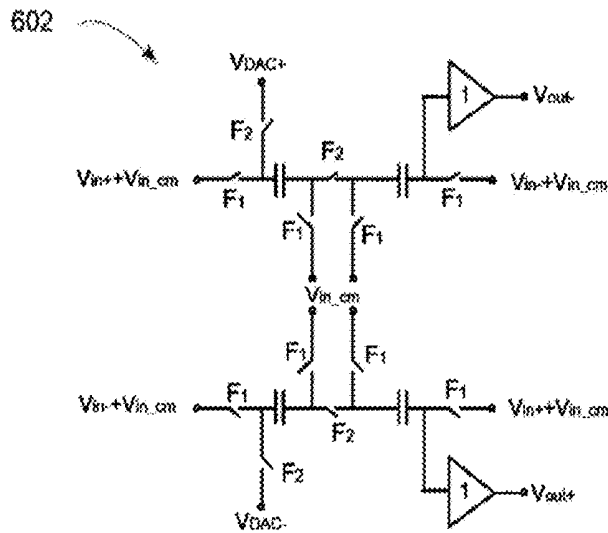 602
VDAC+
1
Vout-
F2
F2
Vin++Vin_cm
F1
F1
Vin-+Vin_cm
F1
F1
Vin_cm
F1
F1
Vin-+Vin_cm
F1
F1
Vin++Vin_cm
F2
F2
1
Vout+
VDAC-